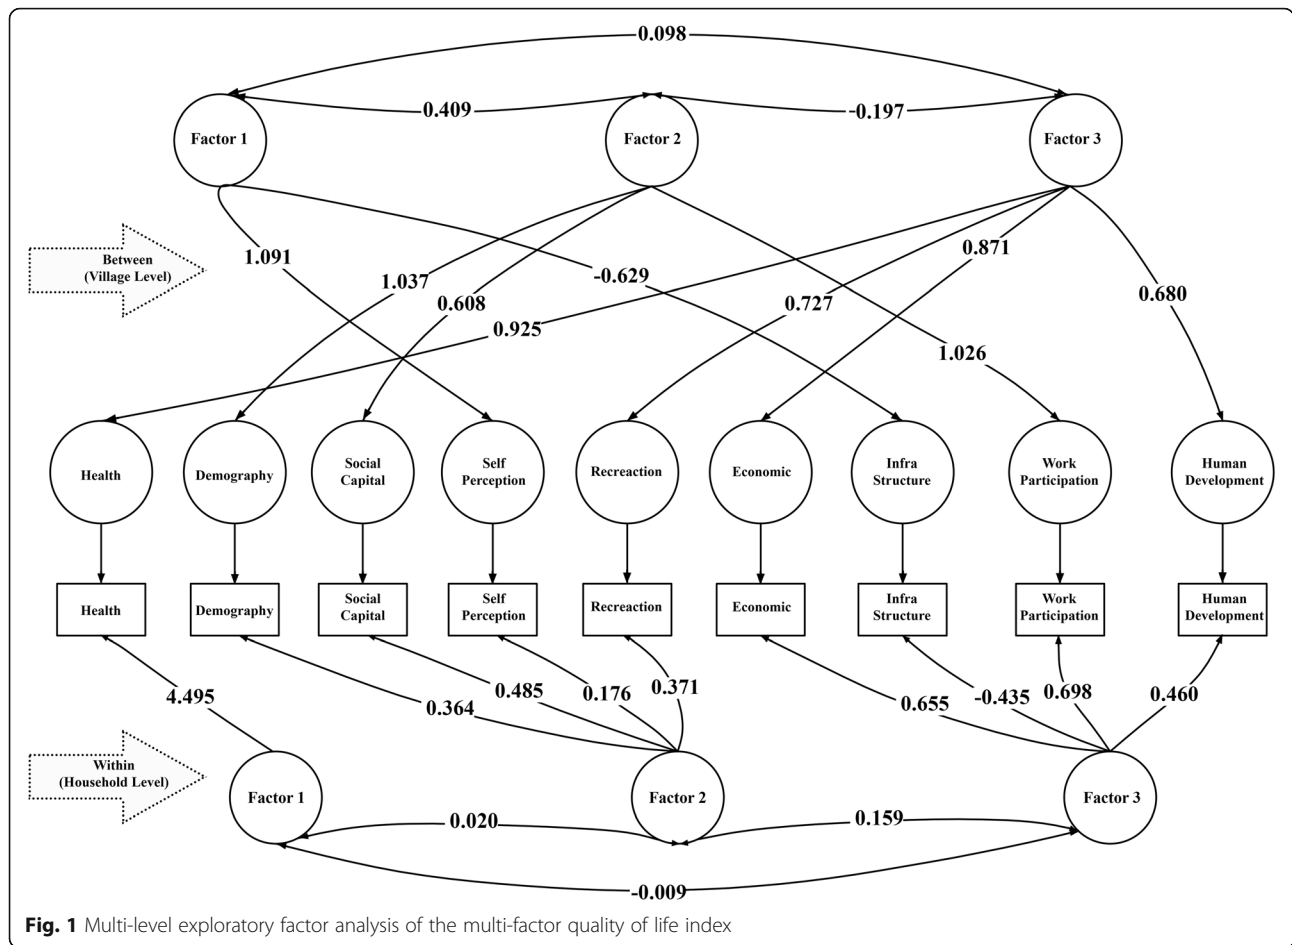 0.098
0.409
-0.197
Factor 1
Factor 2
Factor 3
Between
(Village Level)
1.091
1.037
0.608
0.925
-0.629
0.727
0.871
1.026
0.680
Health
Demography
Social
Capital
Self
Perception
Recreaction
Economic
Infra
Structure
Work
Participation
Human
Development
Health
Demography
Social
Capital
Self
Perception
Recreaction
Economic
Infra
Structure
Work
Participation
Human
Development
4.495
0.364
0.485
0.176
0.371
0.655
-0.435
0.698
0.460
Within
(Household Level)
Factor 1
Factor 2
Factor 3
0.020
0.159
-0.009
Fig. 1 Multi-level exploratory factor analysis of the multi-factor quality of life index